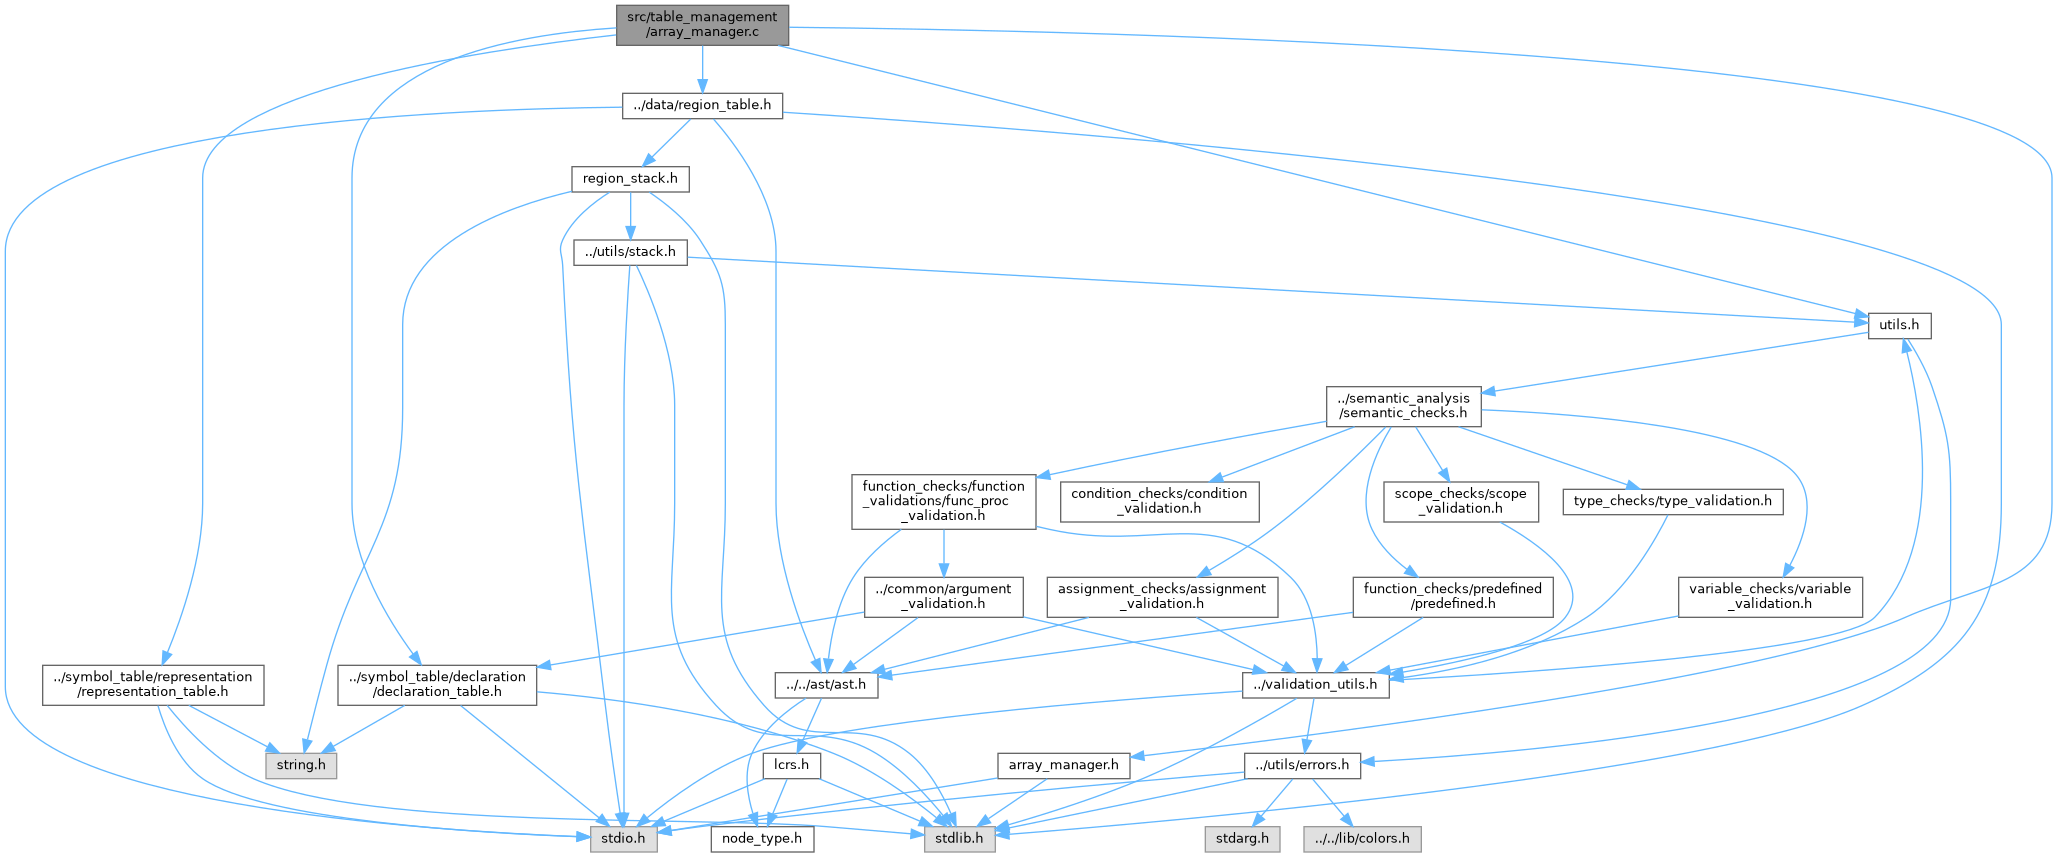 src/table_management
/array_manager.c
../data/region_table.h
region_stack.h
../utils/stack.h
utils.h
../semantic_analysis
/semantic_checks.h
function_checks/function
_validations/func_proc
_validation.h
condition_checks/condition
_validation.h
scope_checks/scope
_validation.h
type_checks/type_validation.h
../common/argument
_validation.h
assignment_checks/assignment
_validation.h
function_checks/predefined
/predefined.h
variable_checks/variable
_validation.h
../symbol_table/representation
/representation_table.h
../symbol_table/declaration
/declaration_table.h
../../ast/ast.h
../validation_utils.h
string.h
lcrs.h
array_manager.h
../utils/errors.h
stdio.h
node_type.h
stdlib.h
stdarg.h
../../lib/colors.h